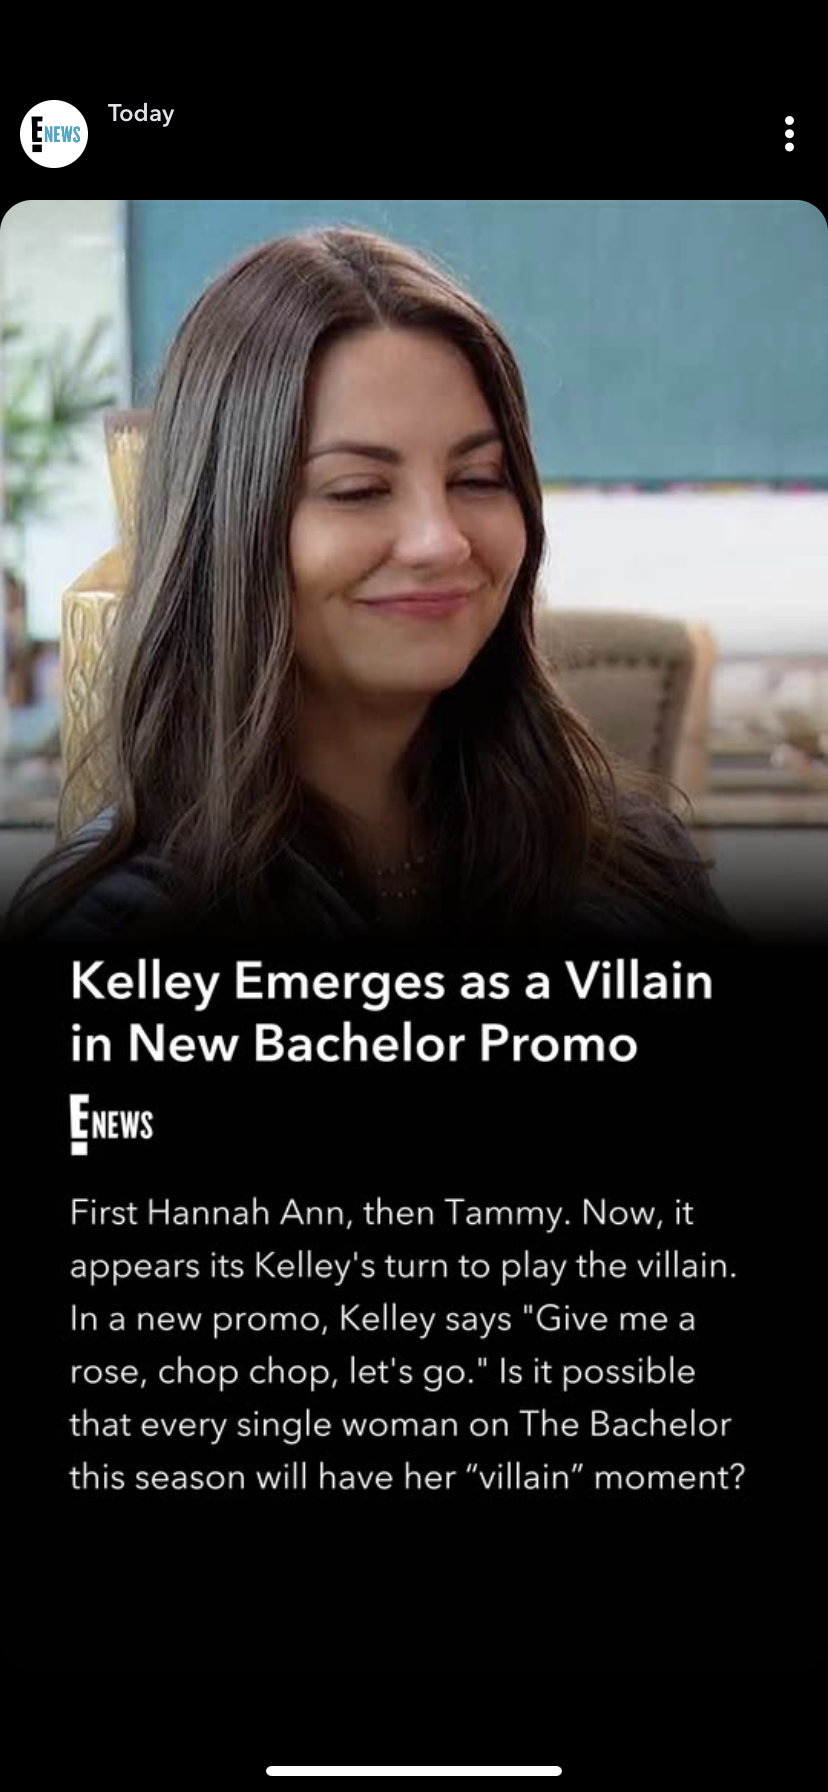 E NEWS
Today
Kelley Emerges as a Villain
in New Bachelor Promo
E NEWS
First Hannah Ann, then Tammy. Now, it
appears its Kelley's turn to play the villain.
In a new promo, Kelley says "Give me a
rose, chop chop, let's go." Is it possible
that every single woman on The Bachelor
this season will have her “villain” moment?